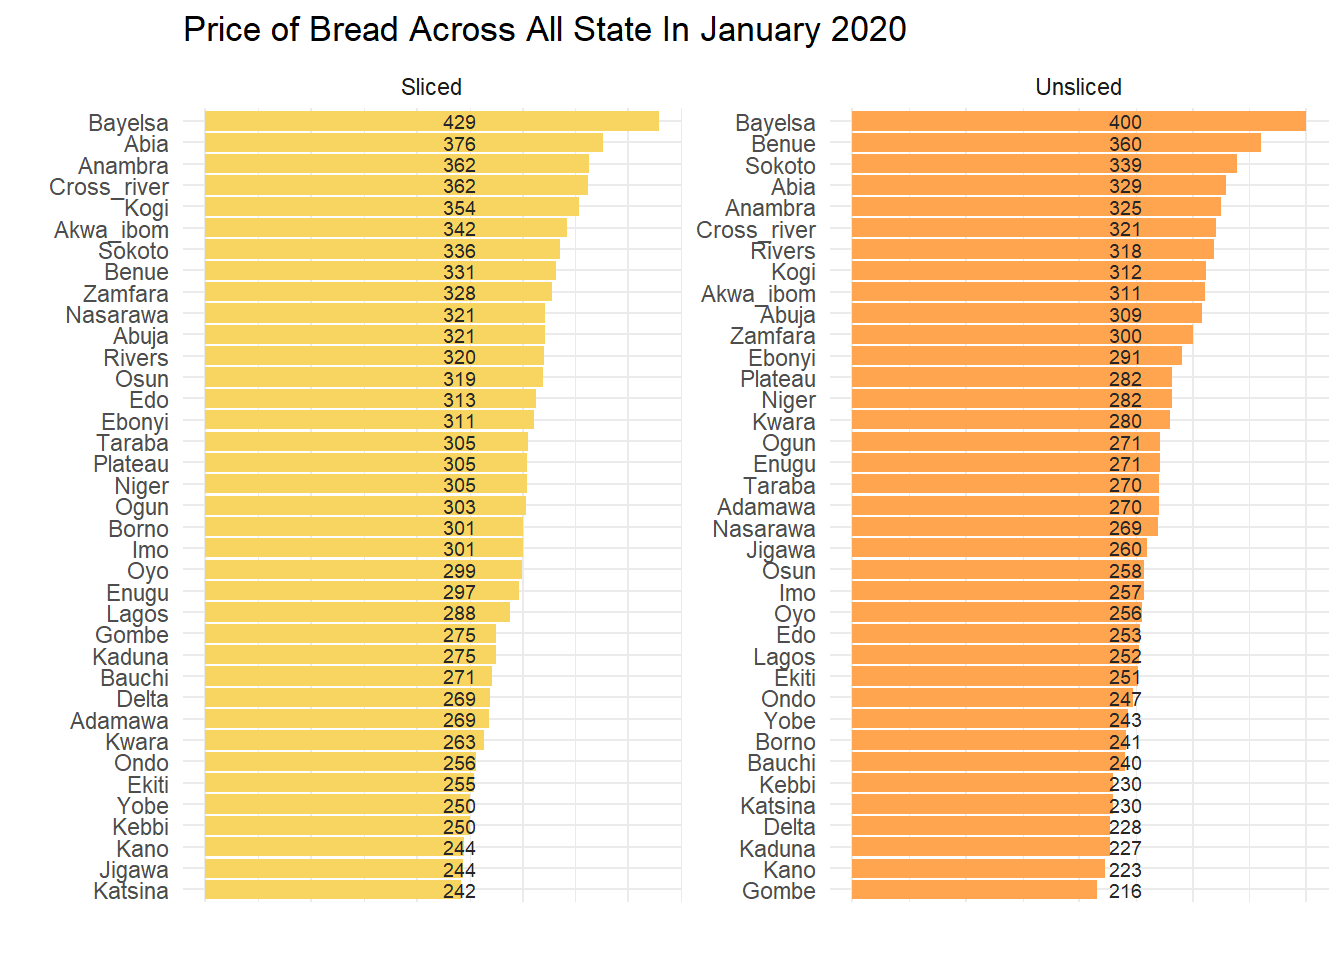 Price of Bread Across All State In January 2020
Sliced
Bayelsa 429
Abia 376
Anambra 362
Cross_river 362
Kogi 354
Akwa_ibom 342
Sokoto 336
Benue 331
Zamfara 328
Nasarawa 321
Abuja 321
Rivers 320
Osun 319
Edo 313
Ebonyi 311
Taraba 305
Plateau 305
Niger 305
Ogun 303
Borno 301
Imo 301
Oyo 299
Enugu 297
Lagos 288
Gombe 275
Kaduna 275
Bauchi 271
Delta 269
Adamawa 269
Kwara 263
Ondo 256
Ekiti 255
Yobe 250
Kebbi 250
Kano 244
Jigawa 244
Katsina 242
Unsliced
Bayelsa 400
Benue 360
Sokoto 339
Abia 329
Anambra 325
Cross_river 321
Rivers 318
Kogi 312
Akwa_ibom 311
Abuja 309
Zamfara 300
Ebonyi 291
Plateau 282
Niger 282
Kwara 280
Ogun 271
Enugu 271
Taraba 270
Adamawa 270
Nasarawa 269
Jigawa 260
Osun 258
Imo 257
Oyo 256
Edo 253
Lagos 252
Ekiti 251
Ondo 247
Yobe 243
Borno 241
Bauchi 240
Kebbi 230
Katsina 230
Delta 228
Kaduna 227
Kano 223
Gombe 216